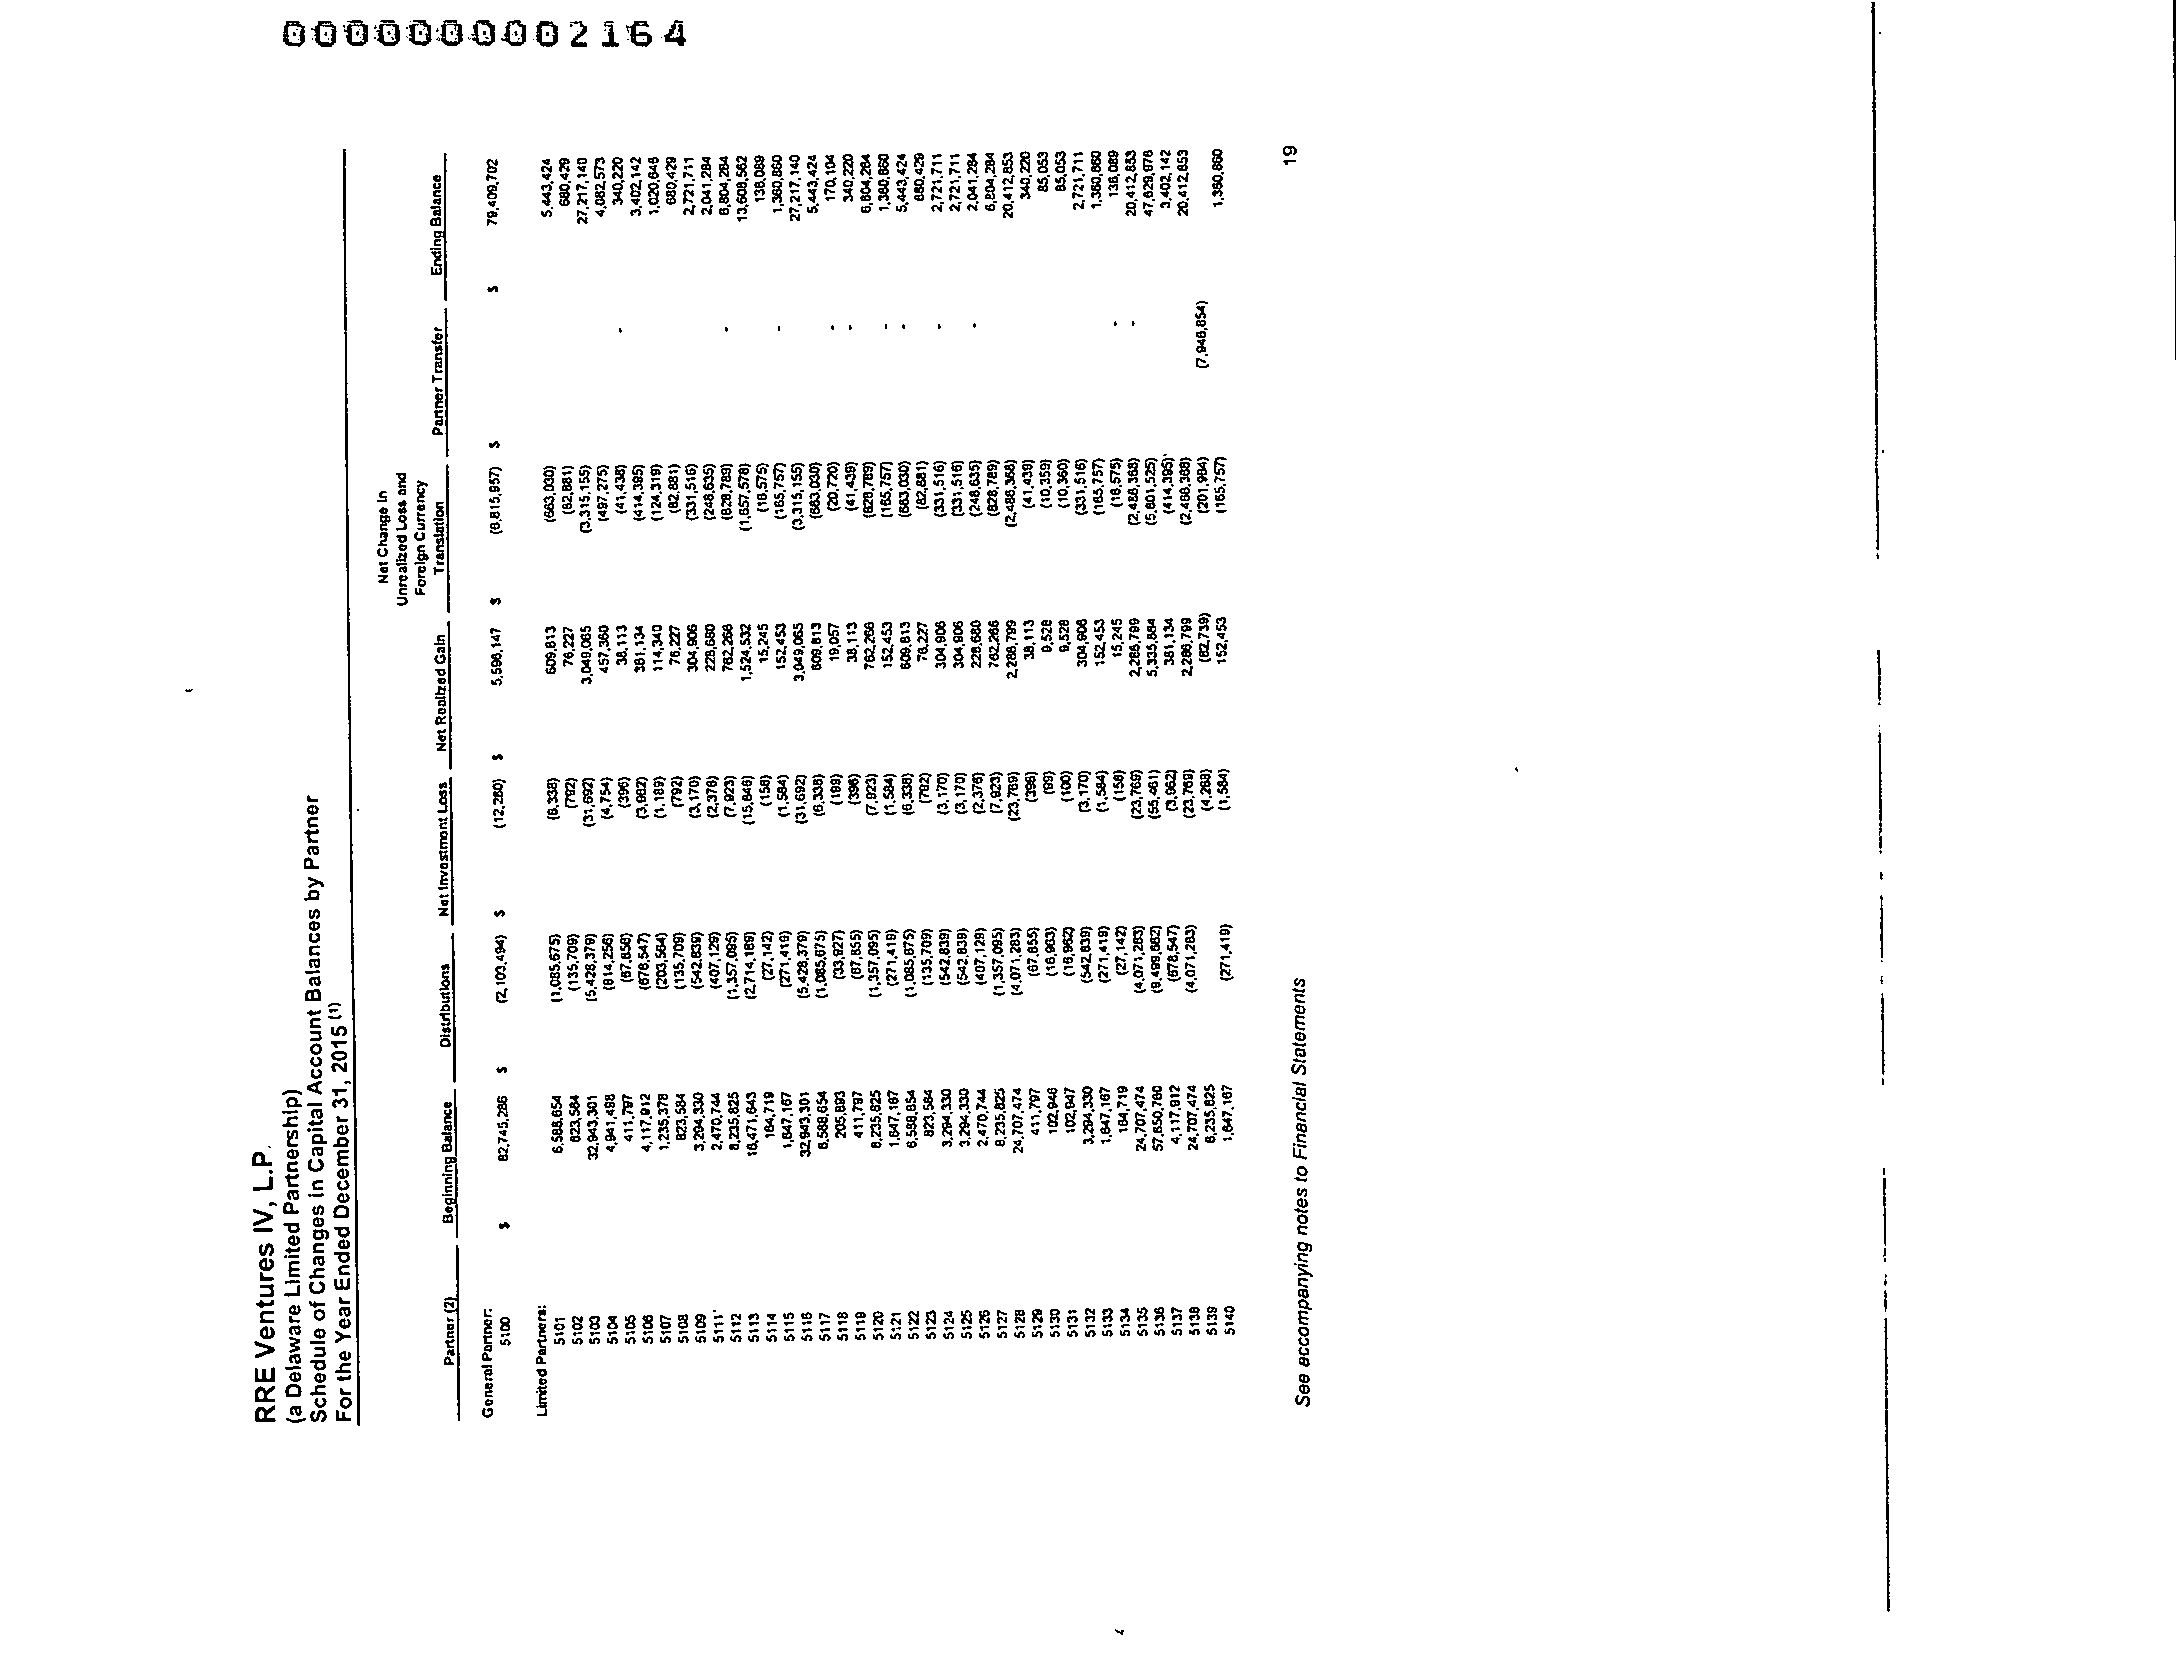 0000000002164
RRE Ventures IV, L.P.
(a Delaware Limited Partnership)
Schedule of Changes in Capital Account Balances by Partner
For the Year Ended December 31, 2015 (1)
Net Change in
Unrealized Loss and
Foreign Currency
Partner (2) Beginning Balance Distributions Net Investment Loss Net Realized Gain Translation Partner Transfer Ending Balance
General Partner:
5100 $ 82,745,286 $ (2,103,494) $ (12,280) $ 5,596,147 $ (6,815,957) $ $ 79,409,702
Limited Partners:
5101 6,588,654 (1,085,675) (6,338) 609,813 (663,030) 5,443,424
5102 823,584 (135,709) (792) 76,227 (82,881) 680,429
5103 32,943,301 (5,428,379) (31,692) 3,049,065 (3,315,155) 27,217,140
5104 4,941,498 (814,256) (4,754) 457,360 (497,275) 4,082,573
5105 411,797 (67,856) (396) 38,113 (41,438) - 340,220
5106 4,117,912 (678,547) (3,962) 381,134 (414,395) 3,402,142
5107 1,235,378 (203,564) (1,189) 114,340 (124,319) 1,020,646
5108 823,584 (135,709) (792) 76,227 (82,881) 680,429
5109 3,294,330 (542,839) (3,170) 304,906 (331,516) 2,721,711
5111 2,470,744 (407,129) (2,376) 228,680 (248,635) 2,041,284
5112 8,235,825 (1,357,095) (7,923) 762,266 (828,789) - 6,804,284
5113 16,471,643 (2,714,189) (15,846) 1,524,532 (1,657,578) 13,608,562
5114 164,719 (27,142) (158) 15,245 (16,575) 136,089
5115 1,647,167 (271,419) (1,584) 152,453 (165,757) - 1,360,860
5116 32,943,301 (5,428,379) (31,692) 3,049,065 (3,315,155) 27,217,140
5117 6,588,654 (1,085,675) (6,338) 609,813 (663,030) 5,443,424
5118 205,893 (33,927) (199) 19,057 (20,720) - 170,104
5119 411,797 (67,855) (396) 38,113 (41,439) - 340,220
5120 8,235,825 (1,357,095) (7,923) 762,266 (828,789) 6,804,284
5121 1,647,167 (271,419) (1,584) 152,453 (165,757) - 1,360,860
5122 6,588,654 (1,085,675) (6,338) 609,813 (663,030) - 5,443,424
5123 823,584 (135,709) (792) 76,227 (82,881) 680,429
5124 3,294,330 (542,839) (3,170) 304,906 (331,516) - 2,721,711
5125 3,294,330 (542,839) (3,170) 304,906 (331,516) 2,721,711
5126 2,470,744 (407,129) (2,376) 228,680 (248,635) - 2,041,284
5127 8,235,825 (1,357,095) (7,923) 762,266 (828,789) 6,804,284
5128 24,707,474 (4,071,283) (23,769) 2,286,799 (2,486,368) 20,412,853
5129 411,797 (67,855) (396) 38,113 (41,439) 340,220
5130 102,946 (16,963) (99) 9,528 (10,359) 85,053
5131 102,947 (16,962) (100) 9,528 (10,360) 85,053
5132 3,294,330 (542,839) (3,170) 304,906 (331,516) 2,721,711
5133 1,647,167 (271,419) (1,584) 152,453 (165,757) 1,360,860
5134 164,719 (27,142) (158) 15,245 (16,575) - 136,089
5135 24,707,474 (4,071,283) (23,769) 2,286,799 (2,486,368) - 20,412,853
5136 57,650,760 (9,499,662) (55,461) 5,335,864 (5,801,525) 47,629,976
5137 4,117,912 (678,547) (3,962) 381,134 (414,395) 3,402,142
5138 24,707,474 (4,071,283) (23,769) 2,286,799 (2,486,368) 20,412,853
5139 8,235,825 (4,268) (82,739) (201,964) (7,946,854)
5140 1,647,167 (271,419) (1,584) 152,453 (165,757) 1,360,860
See accompanying notes to Financial Statements
19